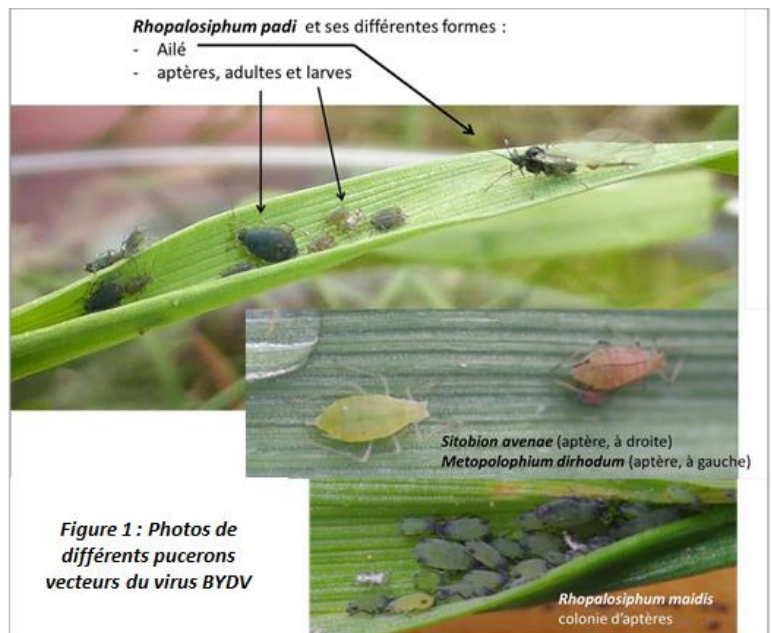 Rhopalosiphum padi et ses différentes formes :
- Ailé
- aptères, adultes et larves
Sitobion avenae (aptère, à droite)
Metopolophium dirhodum (aptère, à gauche)
Figure 1 : Photos de
différents pucerons
vecteurs du virus BYDV
Rhopalosiphum maidis
colonie d'aptères